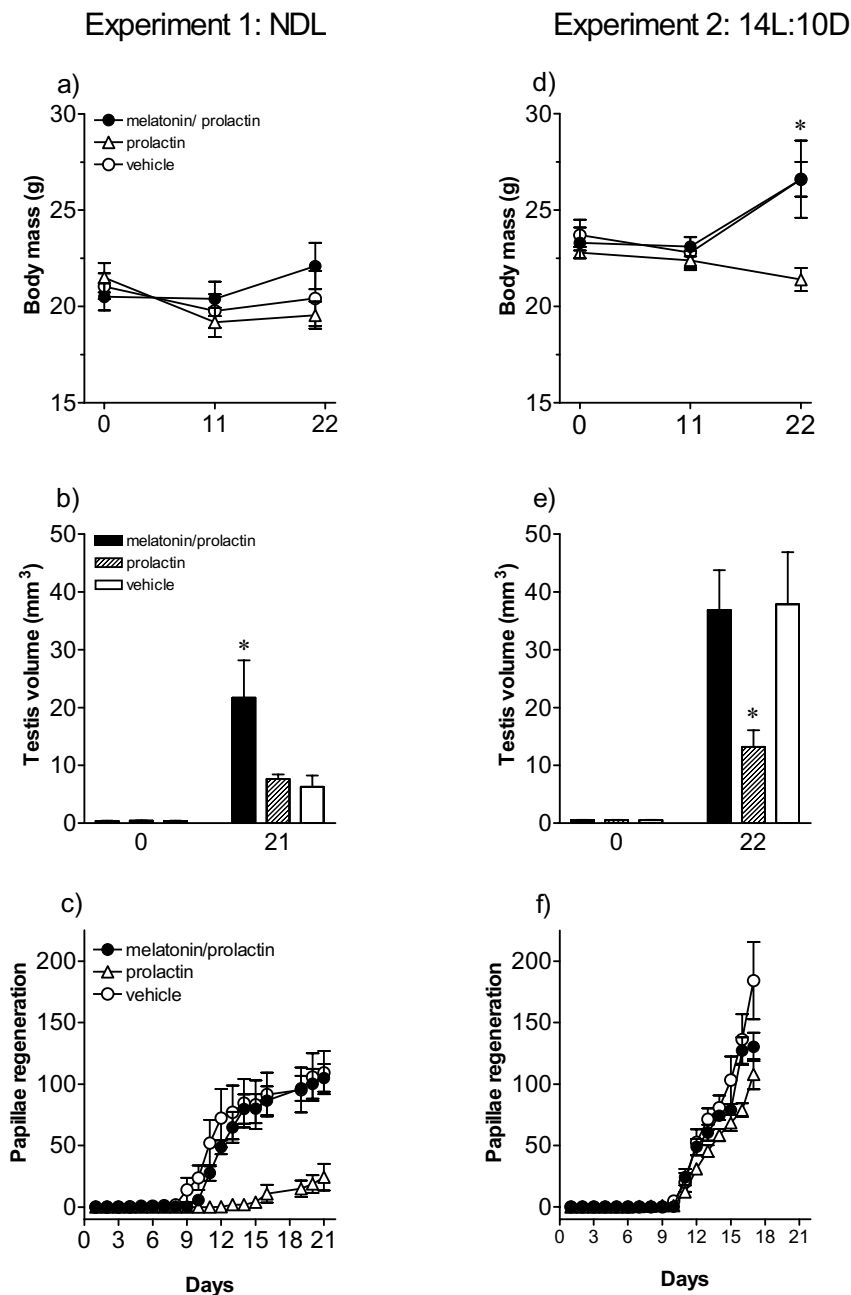 Experiment 1: NDL
Experiment 2: 14L:10D
a)
30
25
20
15
Body mass (g)
melatonin/ prolactin
prolactin
vehicle
0 11 22
d)
30
25
20
15
Body mass (g)
*
0 11 22
b)
50
40
30
20
10
0
Testis volume (mm³)
melatonin/prolactin
prolactin
vehicle
*
0 21
e)
50
40
30
20
10
0
Testis volume (mm³)
*
0 22
c)
200
150
100
50
0
Papillae regeneration
melatonin/prolactin
prolactin
vehicle
0 3 6 9 12 15 18 21
Days
f)
200
150
100
50
0
Papillae regeneration
0 3 6 9 12 15 18 21
Days